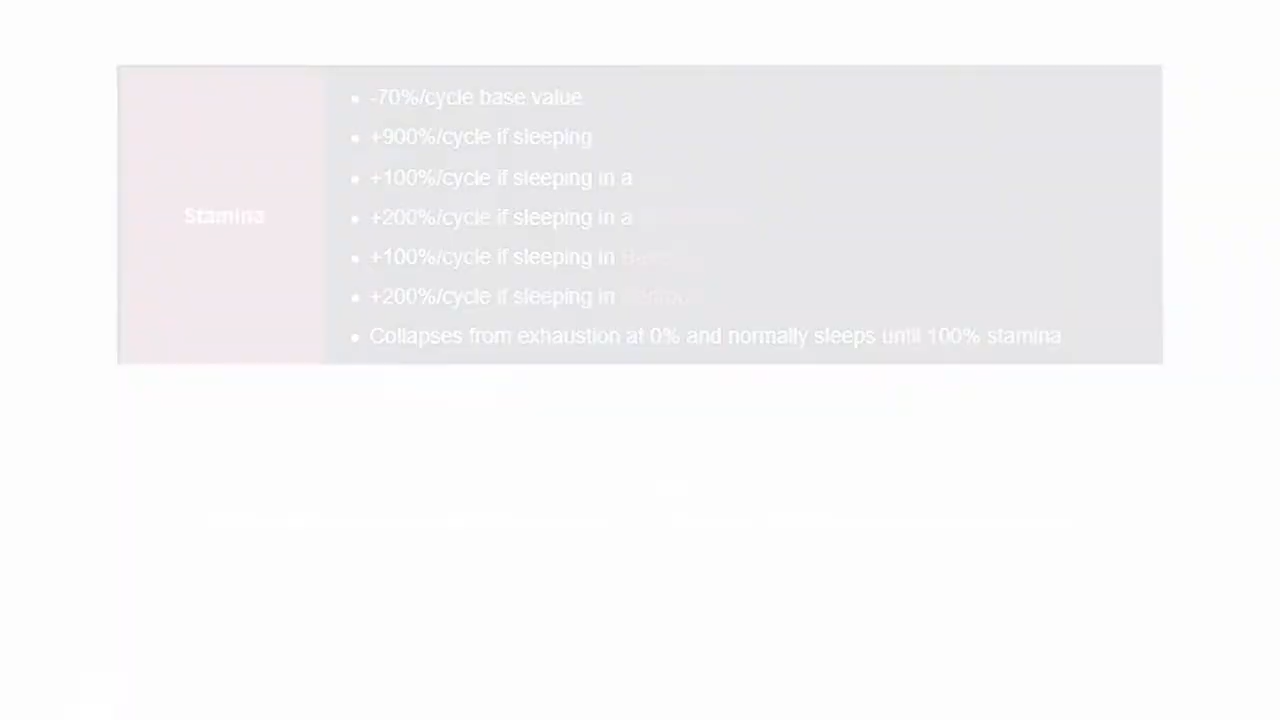 Stamina
-70%/cycle base value
+900%/cycle if sleeping
+100%/cycle if sleeping in a
+200%/cycle if sleeping in a
+100%/cycle if sleeping in
+200%/cycle if sleeping in
Collapses from exhaustion at 0% and normally sleeps until 100% stamina